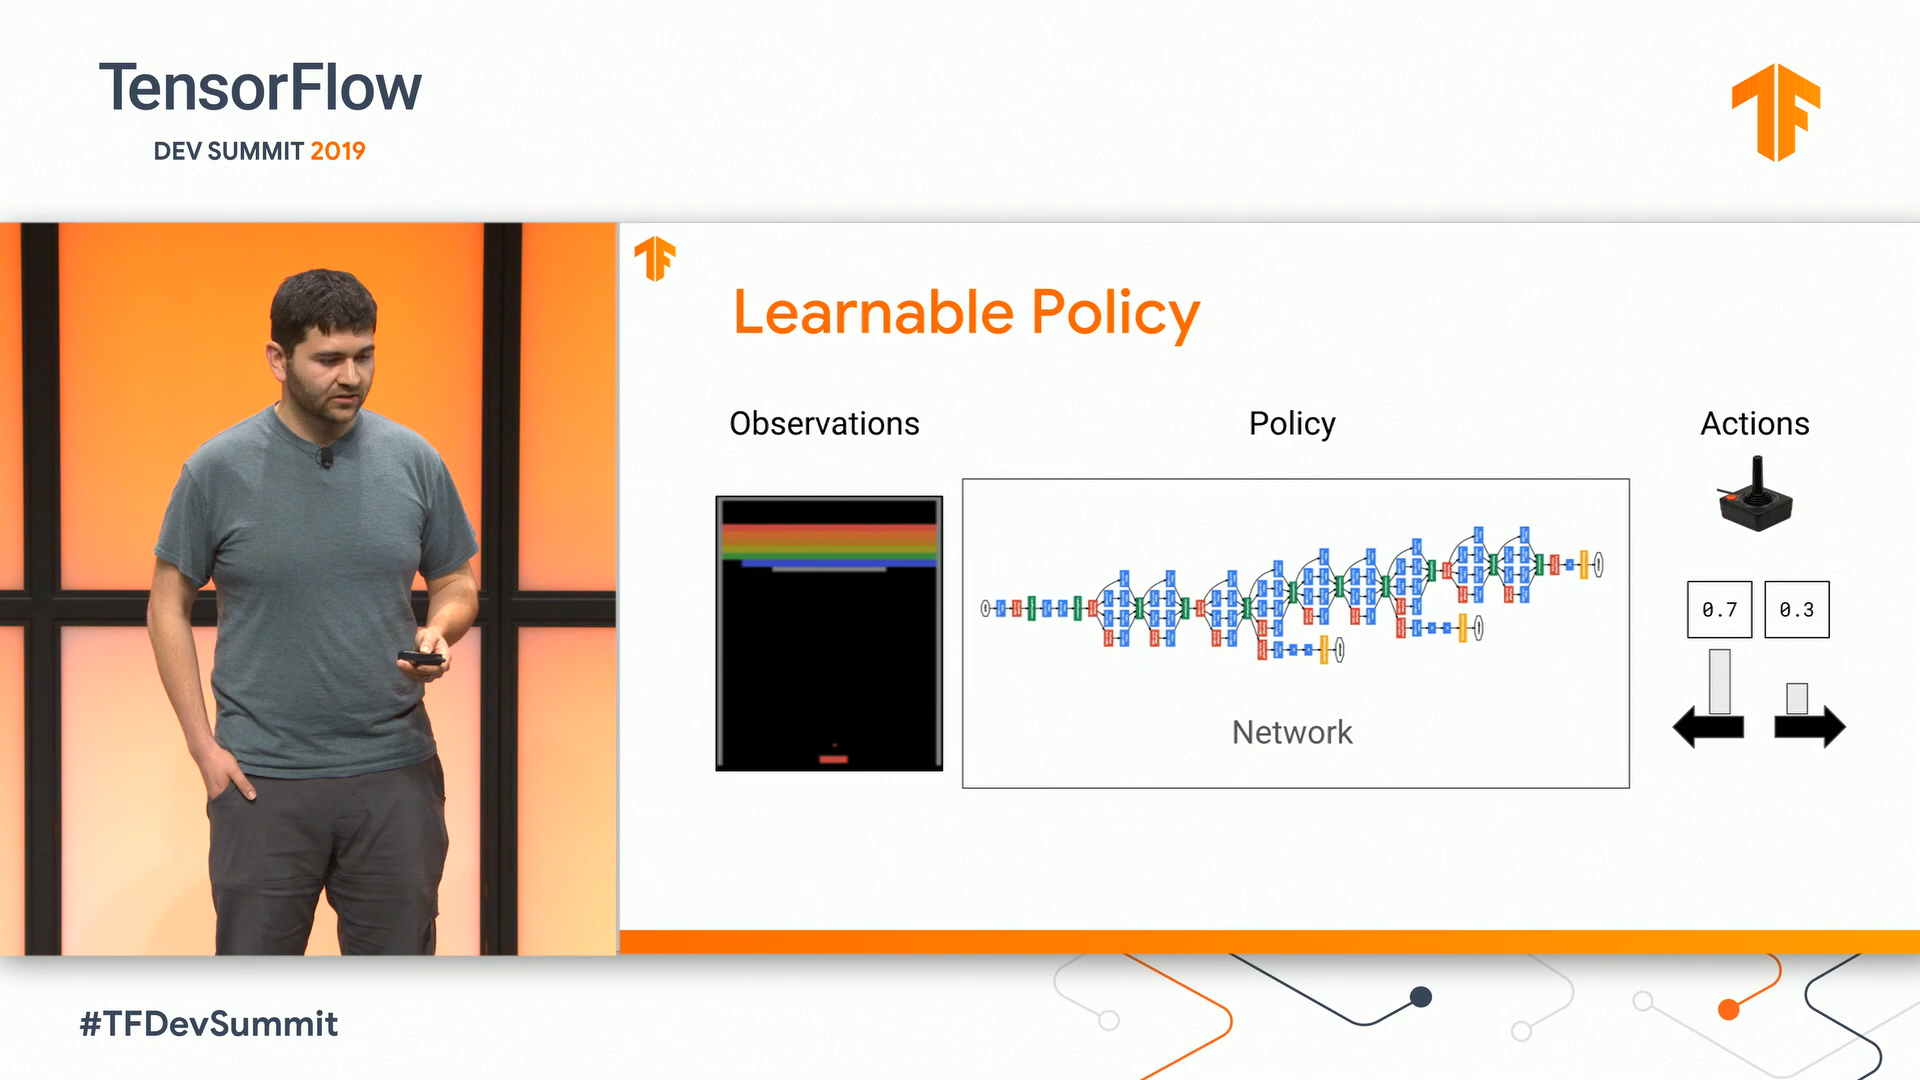 TensorFlow
DEV SUMMIT 2019
Learnable Policy
Observations
Policy
Actions
0.7
0.3
Network
#TFDevSummit